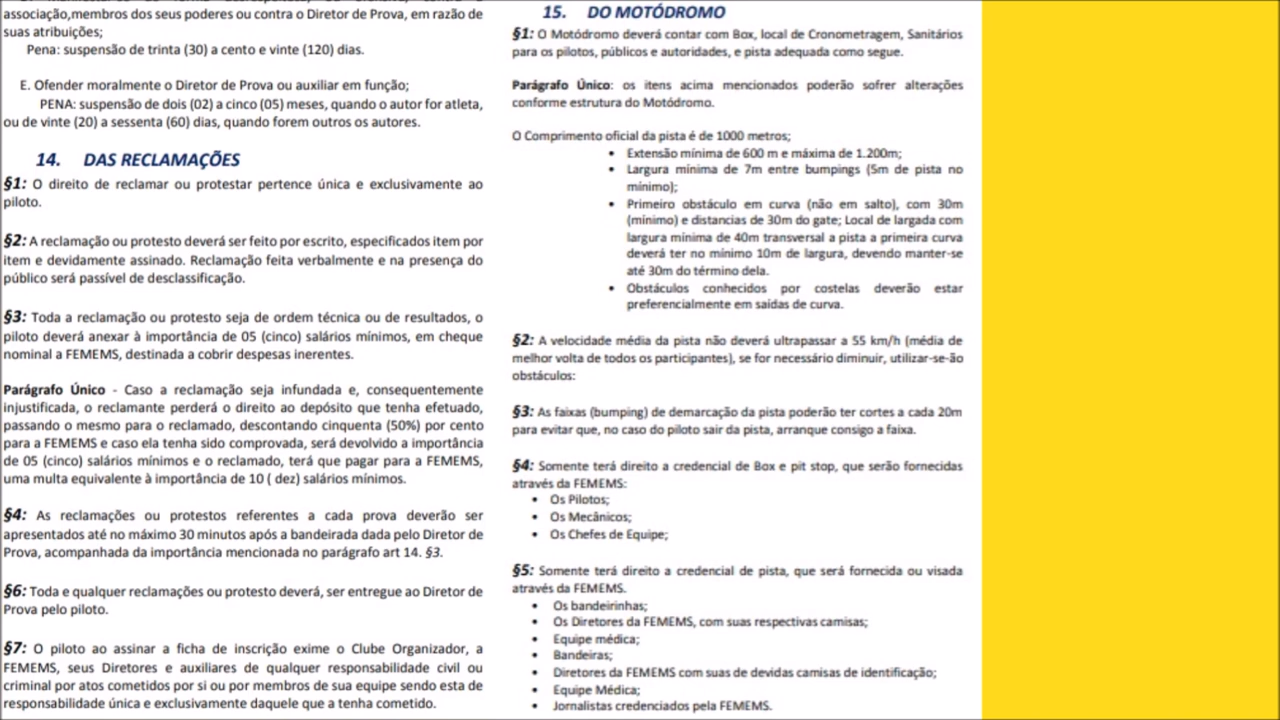 associação,membros dos seus poderes ou contra o Diretor de Prova, em razão de
suas atribuições;
Pena: suspensão de trinta (30) a cento e vinte (120) dias.
E. Ofender moralmente o Diretor de Prova ou auxiliar em função;
PENA: suspensão de dois (02) a cinco (05) meses, quando o autor for atleta,
ou de vinte (20) a sessenta (60) dias, quando forem outros os autores.
14. DAS RECLAMAÇÕES
§1: O direito de reclamar ou protestar pertence única e exclusivamente ao
piloto.
§2: A reclamação ou protesto deverá ser feito por escrito, especificados item por
item e devidamente assinado. Reclamação feita verbalmente e na presença do
público será passível de desclassificação.
§3: Toda a reclamação ou protesto seja de ordem técnica ou de resultados, o
piloto deverá anexar à importância de 05 (cinco) salários mínimos, em cheque
nominal a FEMEMS, destinada a cobrir despesas inerentes.
Parágrafo Único - Caso a reclamação seja infundada e, consequentemente
injustificada, o reclamante perderá o direito ao depósito que tenha efetuado,
passando o mesmo para o reclamado, descontando cinquenta (50%) por cento
para a FEMEMS e caso ela tenha sido comprovada, será devolvido a importância
de 05 (cinco) salários mínimos e o reclamado, terá que pagar para a FEMEMS,
uma multa equivalente à importância de 10 ( dez) salários mínimos.
§4: As reclamações ou protestos referentes a cada prova deverão ser
apresentados até no máximo 30 minutos após a bandeirada dada pelo Diretor de
Prova, acompanhada da importância mencionada no parágrafo art 14. §3.
§6: Toda e qualquer reclamações ou protesto deverá, ser entregue ao Diretor de
Prova pelo piloto.
§7: O piloto ao assinar a ficha de inscrição exime o Clube Organizador, a
FEMEMS, seus Diretores e auxiliares de qualquer responsabilidade civil ou
criminal por atos cometidos por si ou por membros de sua equipe sendo esta de
responsabilidade única e exclusivamente daquele que a tenha cometido.
15. DO MOTÓDROMO
§1: O Motódromo deverá contar com Box, local de Cronometragem, Sanitários
para os pilotos, públicos e autoridades, e pista adequada como segue.
Parágrafo Único: os itens acima mencionados poderão sofrer alterações
conforme estrutura do Motódromo.
O Comprimento oficial da pista é de 1000 metros;
• Extensão mínima de 600 m e máxima de 1.200m;
• Largura mínima de 7m entre bumpings (5m de pista no
mínimo);
• Primeiro obstáculo em curva (não em salto), com 30m
(mínimo) e distancias de 30m do gate; Local de largada com
largura mínima de 40m transversal a pista a primeira curva
deverá ter no mínimo 10m de largura, devendo manter-se
até 30m do término dela.
• Obstáculos conhecidos por costelas deverão estar
preferencialmente em saídas de curva.
§2: A velocidade média da pista não deverá ultrapassar a 55 km/h (média de
melhor volta de todos os participantes), se for necessário diminuir, utilizar-se-ão
obstáculos:
§3: As faixas (bumping) de demarcação da pista poderão ter cortes a cada 20m
para evitar que, no caso do piloto sair da pista, arranque consigo a faixa.
§4: Somente terá direito a credencial de Box e pit stop, que serão fornecidas
através da FEMEMS:
• Os Pilotos;
• Os Mecânicos;
• Os Chefes de Equipe;
§5: Somente terá direito a credencial de pista, que será fornecida ou visada
através da FEMEMS.
• Os bandeirinhas;
• Os Diretores da FEMEMS, com suas respectivas camisas;
• Equipe médica;
• Bandeiras;
• Diretores da FEMEMS com suas de devidas camisas de identificação;
• Equipe Médica;
• Jornalistas credenciados pela FEMEMS.